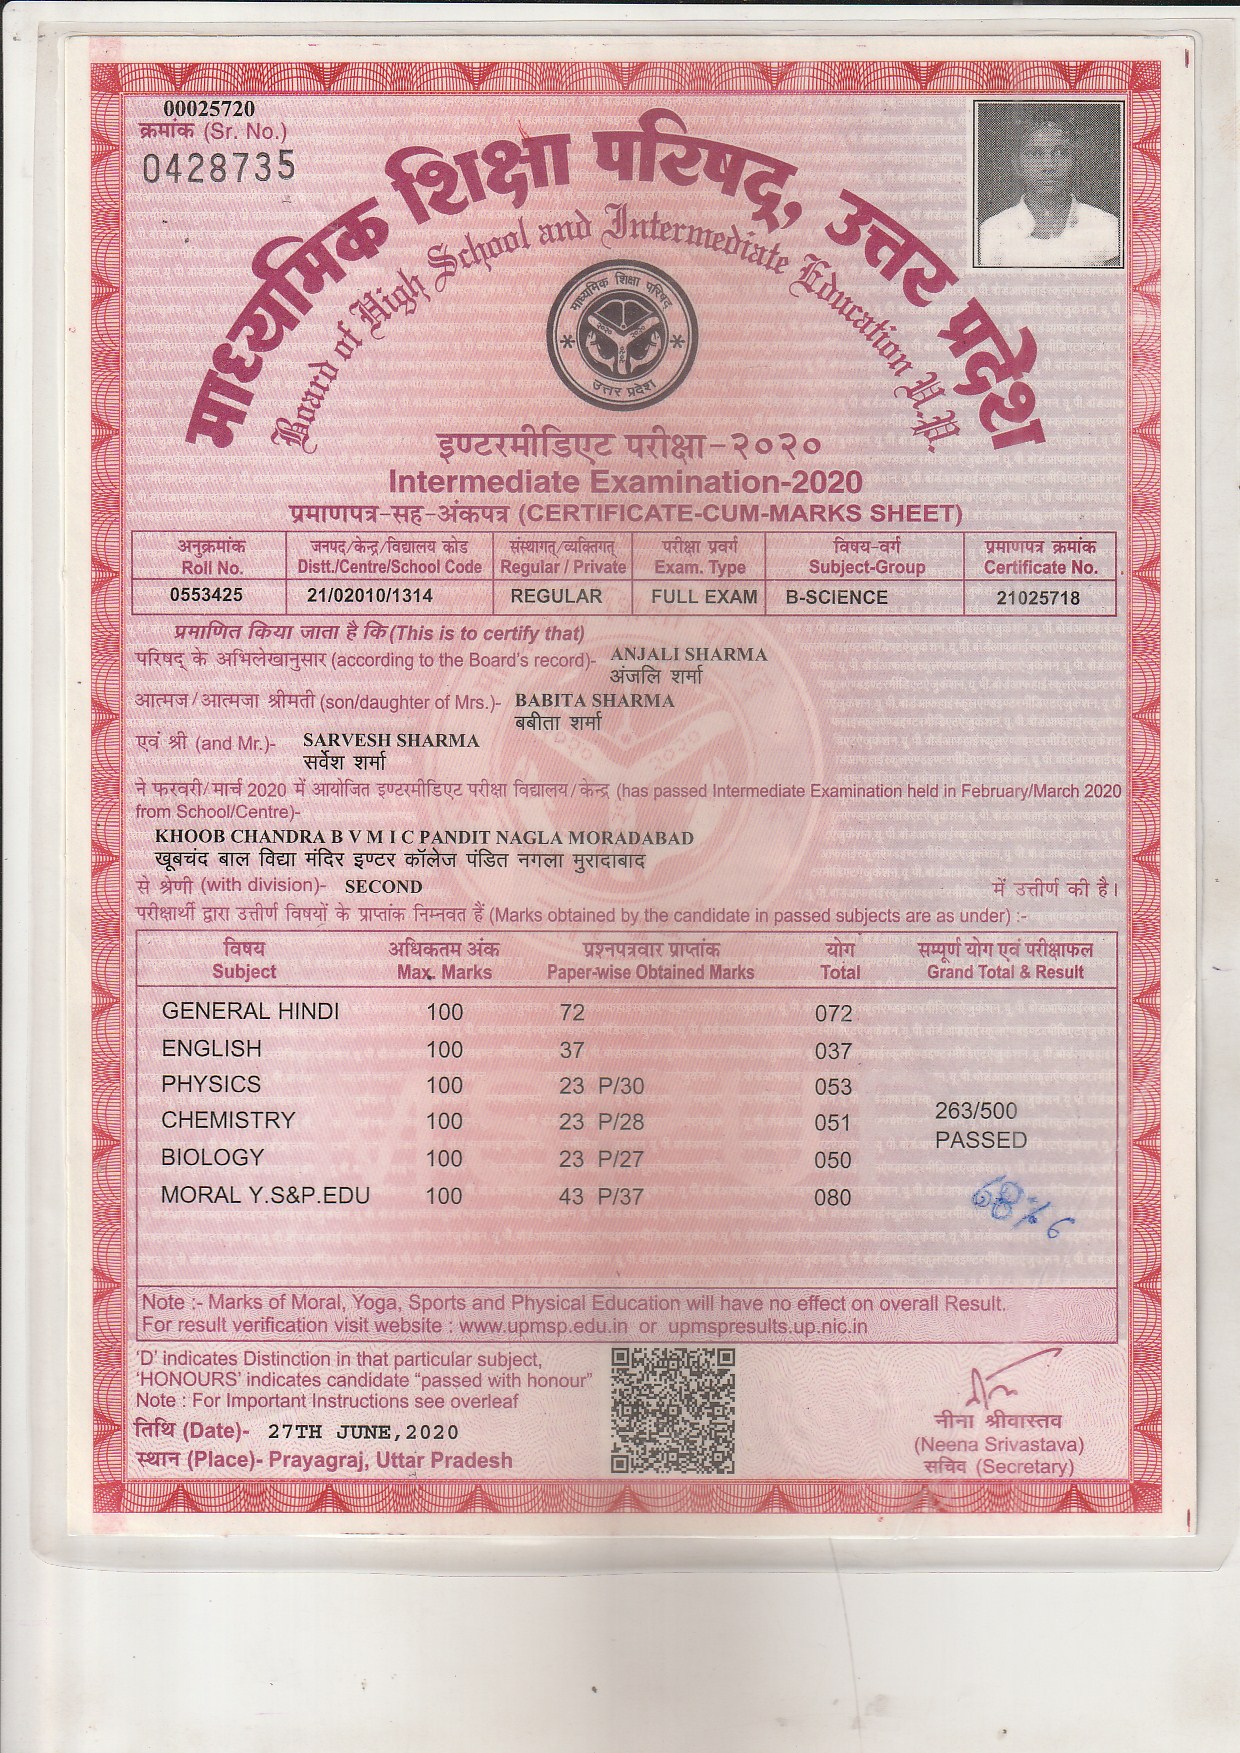 00025720
क्रमांक (Sr. No.)
0428735
माध्यमिक शिक्षा परिषद्, उत्तर प्रदेश
Board of High School and Intermediate Education U.P.
माध्यमिक शिक्षा परिषद
उत्तर प्रदेश
इण्टरमीडिएट परीक्षा-२०२०
Intermediate Examination-2020
प्रमाणपत्र-सह-अंकपत्र (CERTIFICATE-CUM-MARKS SHEET)
अनुक्रमांक जनपद/केन्द्र/विद्यालय कोड संस्थागत्/व्यक्तिगत् परीक्षा प्रवर्ग विषय-वर्ग प्रमाणपत्र क्रमांक
Roll No. Distt./Centre/School Code Regular / Private Exam. Type Subject-Group Certificate No.
0553425 21/02010/1314 REGULAR FULL EXAM B-SCIENCE 21025718
प्रमाणित किया जाता है कि (This is to certify that)
परिषद् के अभिलेखानुसार (according to the Board's record)- ANJALI SHARMA
अंजलि शर्मा
आत्मज/आत्मजा श्रीमती (son/daughter of Mrs.)- BABITA SHARMA
बबीता शर्मा
एवं श्री (and Mr.)- SARVESH SHARMA
सर्वेश शर्मा
ने फरवरी/मार्च 2020 में आयोजित इण्टरमीडिएट परीक्षा विद्यालय/केन्द्र (has passed Intermediate Examination held in February/March 2020
from School/Centre)-
KHOOB CHANDRA B V M I C PANDIT NAGLA MORADABAD
खूबचंद बाल विद्या मंदिर इण्टर कॉलेज पंडित नगला मुरादाबाद
से श्रेणी (with division)- SECOND में उत्तीर्ण की है।
परीक्षार्थी द्वारा उत्तीर्ण विषयों के प्राप्तांक निम्नवत हैं (Marks obtained by the candidate in passed subjects are as under) :-
विषय अधिकतम अंक प्रश्नपत्रवार प्राप्तांक योग सम्पूर्ण योग एवं परीक्षाफल
Subject Max. Marks Paper-wise Obtained Marks Total Grand Total & Result
GENERAL HINDI 100 72 072
ENGLISH 100 37 037
PHYSICS 100 23 P/30 053
CHEMISTRY 100 23 P/28 051
263/500
PASSED
BIOLOGY 100 23 P/27 050
MORAL Y.S&P.EDU 100 43 P/37 080
Note :- Marks of Moral, Yoga, Sports and Physical Education will have no effect on overall Result.
For result verification visit website : www.upmsp.edu.in or upmspresults.up.nic.in
'D' indicates Distinction in that particular subject,
'HONOURS' indicates candidate "passed with honour"
Note : For Important Instructions see overleaf
तिथि (Date)- 27TH JUNE, 2020
स्थान (Place)- Prayagraj, Uttar Pradesh
नीना श्रीवास्तव
(Neena Srivastava)
सचिव (Secretary)